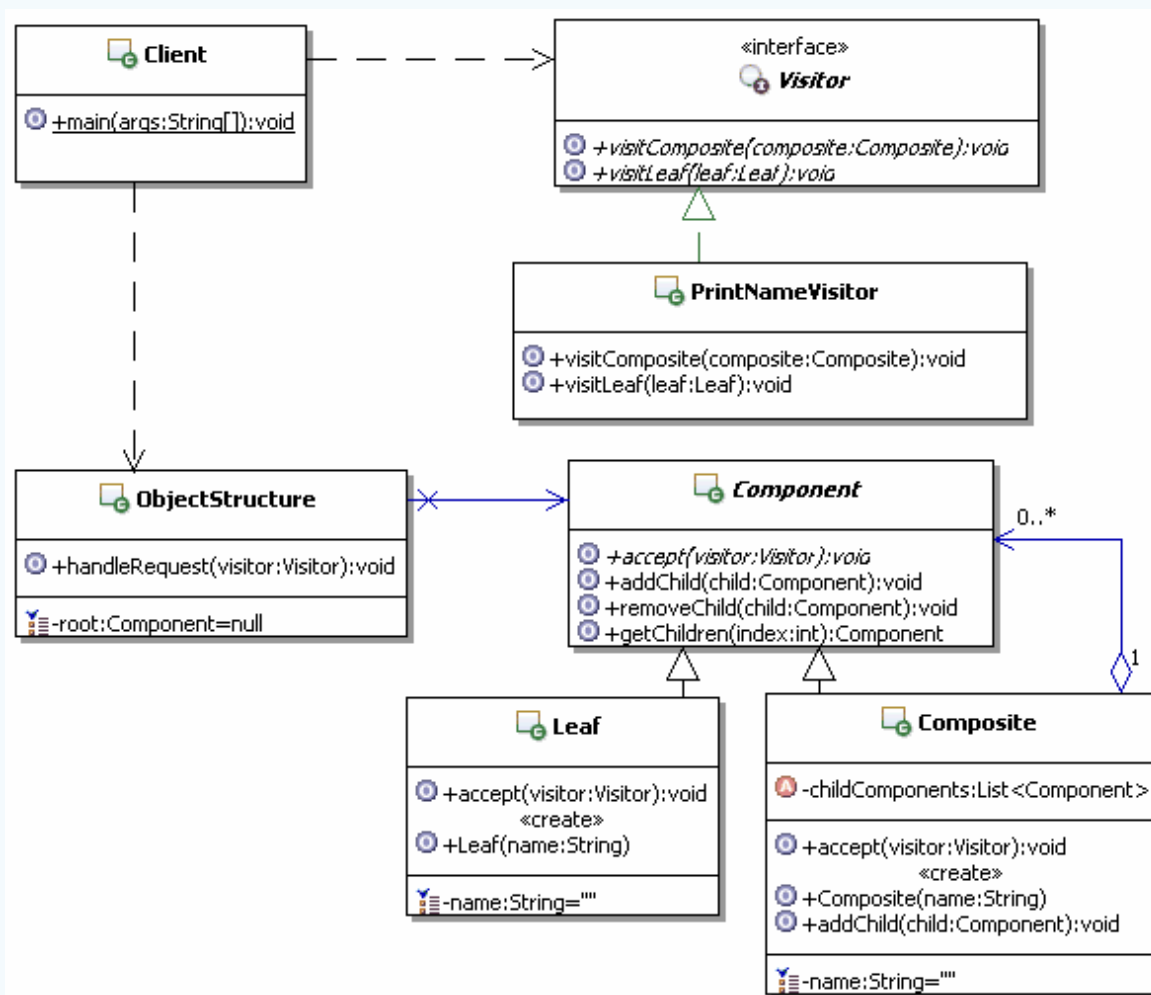 Client
+main(args:String[]):void
«interface»
Visitor
+visitComposite(composite:Composite):void
+visitLeaf(leaf:Leaf):void
PrintNameVisitor
+visitComposite(composite:Composite):void
+visitLeaf(leaf:Leaf):void
ObjectStructure
+handleRequest(visitor:Visitor):void
-root:Component=null
Component
+accept(visitor:Visitor):void
+addChild(child:Component):void
+removeChild(child:Component):void
+getChildren(index:int):Component
0..*
1
Leaf
+accept(visitor:Visitor):void
«create»
+Leaf(name:String)
-name:String=""
Composite
-childComponents:List<Component>
+accept(visitor:Visitor):void
«create»
+Composite(name:String)
+addChild(child:Component):void
-name:String=""